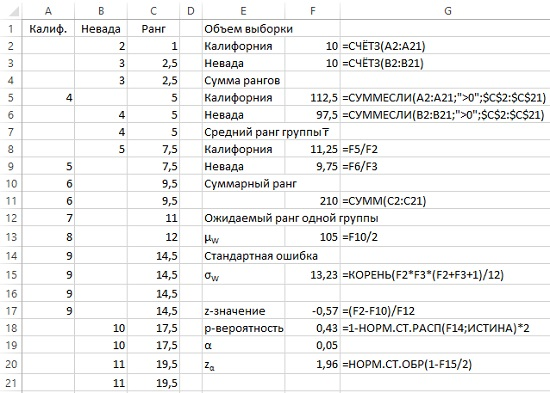 A B C D E F G
1 Калиф. Невада Ранг Объем выборки
2 2 1 Калифорния 10 =СЧЁТЗ(A2:A21)
3 3 2,5 Невада 10 =СЧЁТЗ(B2:B21)
4 3 2,5 Сумма рангов
5 4 5 Калифорния 112,5 =СУММЕСЛИ(A2:A21;">0";$C$2:$C$21)
6 4 5 Невада 97,5 =СУММЕСЛИ(B2:B21;">0";$C$2:$C$21)
7 4 5 Средний ранг группы r̅
8 5 7,5 Калифорния 11,25 =F5/F2
9 5 7,5 Невада 9,75 =F6/F3
10 6 9,5 Суммарный ранг
11 6 9,5 210 =СУММ(C2:C21)
12 7 11 Ожидаемый ранг одной группы
13 8 12 μW 105 =F10/2
14 9 14,5 Стандартная ошибка
15 9 14,5 σW 13,23 =КОРЕНЬ(F2*F3*(F2+F3+1)/12)
16 9 14,5
17 9 14,5 z-значение -0,57 =(F2-F10)/F12
18 10 17,5 p-вероятность 0,43 =1-НОРМ.СТ.РАСП(F14;ИСТИНА)*2
19 10 17,5 α 0,05
20 11 19,5 zα 1,96 =НОРМ.СТ.ОБР(1-F15/2)
21 11 19,5